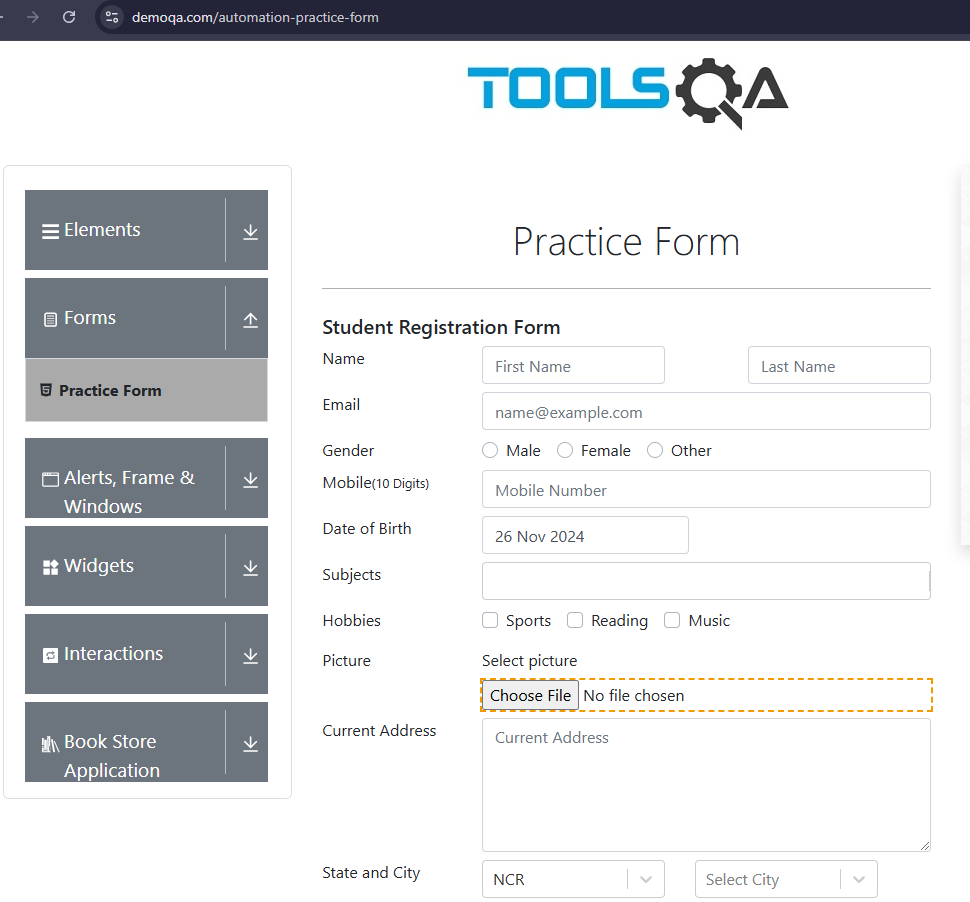 demoqa.com/automation-practice-form
TOOLSQA
Elements
Forms
Practice Form
Alerts, Frame &
Windows
Widgets
Interactions
Book Store
Application
Practice Form
Student Registration Form
Name First Name Last Name
Email name@example.com
Gender Male Female Other
Mobile(10 Digits) Mobile Number
Date of Birth 26 Nov 2024
Subjects
Hobbies Sports Reading Music
Picture Select picture
Choose File No file chosen
Current Address Current Address
State and City NCR Select City